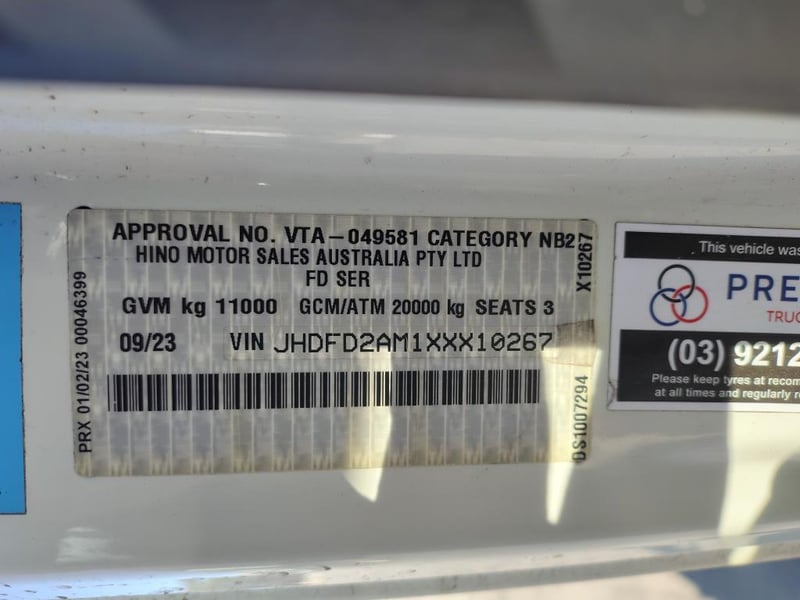 APPROVAL NO. VTA-049581 CATEGORY NB2
HINO MOTOR SALES AUSTRALIA PTY LTD
FD SER
GVM kg 11000 GCM/ATM 20000 kg SEATS 3
09/23 VIN JHDFD2AM1XXX10267
PRX 01/02/23 00046399
X10267
DS1007294
This vehicle was
PRE
TRUC
(03) 9212
Please keep tyres at recom
at all times and regularly r